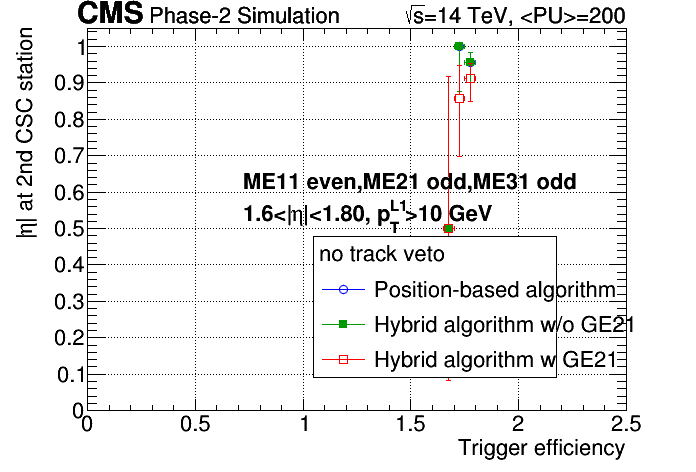 CMS Phase-2 Simulation
√s=14 TeV, <PU>=200
|η| at 2nd CSC station
1
0.9
0.8
0.7
0.6
0.5
0.4
0.3
0.2
0.1
0
ME11 even,ME21 odd,ME31 odd
1.6<|η|<1.80, p_T^L1>10 GeV
no track veto
Position-based algorithm
Hybrid algorithm w/o GE21
Hybrid algorithm w GE21
0 0.5 1 1.5 2 2.5
Trigger efficiency